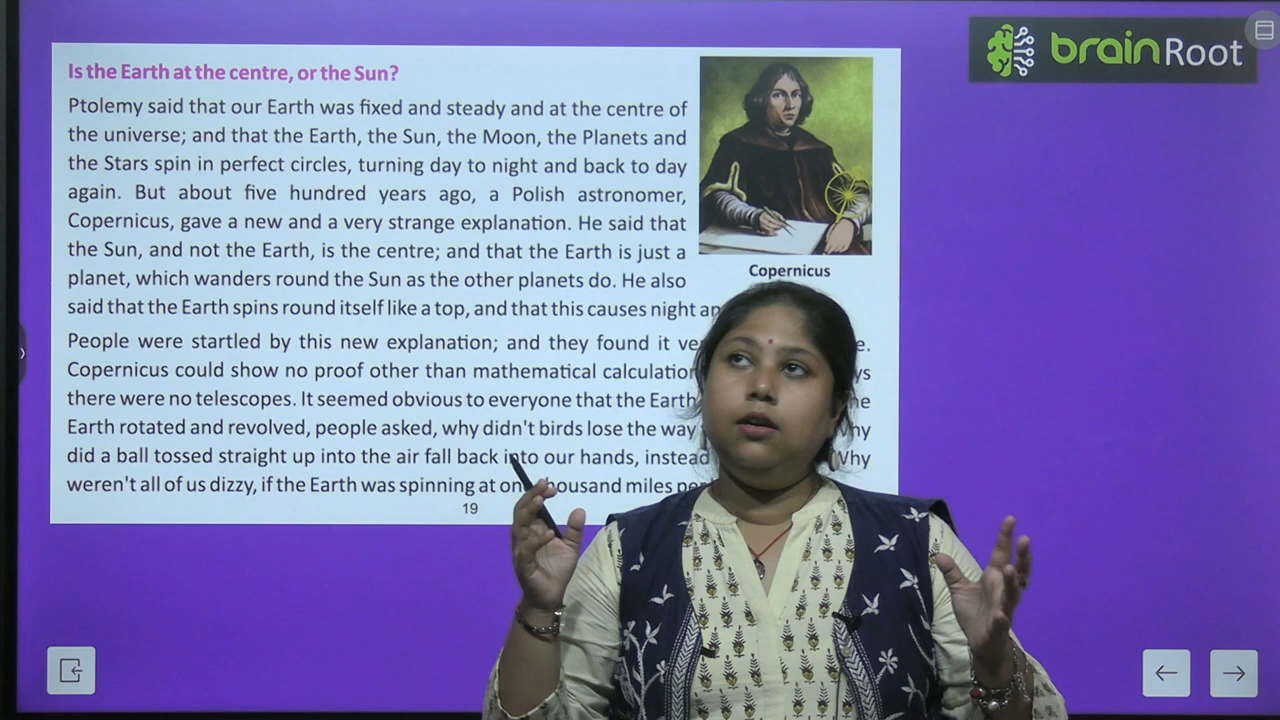 brainRoot
Is the Earth at the centre, or the Sun?
Ptolemy said that our Earth was fixed and steady and at the centre of
the universe; and that the Earth, the Sun, the Moon, the Planets and
the Stars spin in perfect circles, turning day to night and back to day
again. But about five hundred years ago, a Polish astronomer,
Copernicus, gave a new and a very strange explanation. He said that
the Sun, and not the Earth, is the centre; and that the Earth is just a
planet, which wanders round the Sun as the other planets do. He also
said that the Earth spins round itself like a top, and that this causes night
Copernicus
People were startled by this new explanation; and they found it
Copernicus could show no proof other than mathematical
there were no telescopes. It seemed obvious to everyone that the Earth
Earth rotated and revolved, people asked, why didn't birds lose the way
did a ball tossed straight up into the air fall back into our hands, instead Why
weren't all of us dizzy, if the Earth was spinning at thousand miles
19